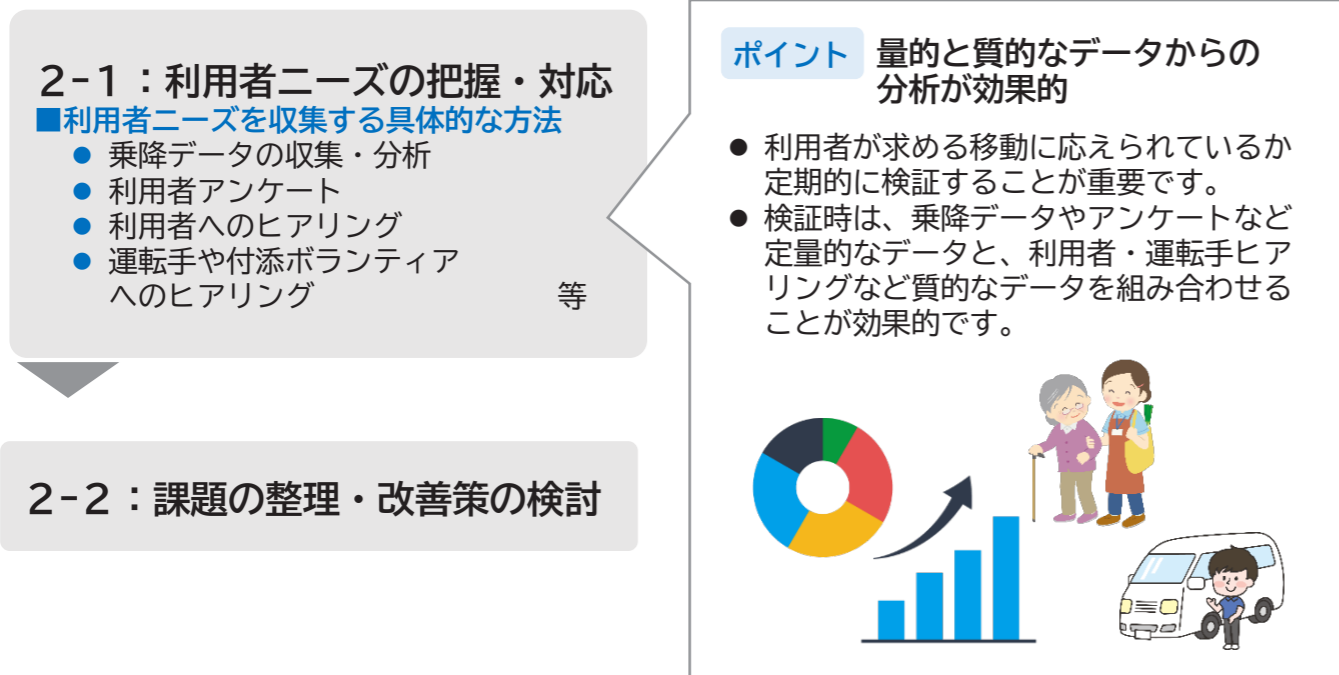 2-1：利用者ニーズの把握・対応
■利用者ニーズを収集する具体的な方法
● 乗降データの収集・分析
● 利用者アンケート
● 利用者へのヒアリング
● 運転手や付添ボランティア
へのヒアリング 等
2-2：課題の整理・改善策の検討
ポイント 量的と質的なデータからの
分析が効果的
● 利用者が求める移動に応えられているか
定期的に検証することが重要です。
● 検証時は、乗降データやアンケートなど
定量的なデータと、利用者・運転手ヒア
リングなど質的なデータを組み合わせる
ことが効果的です。